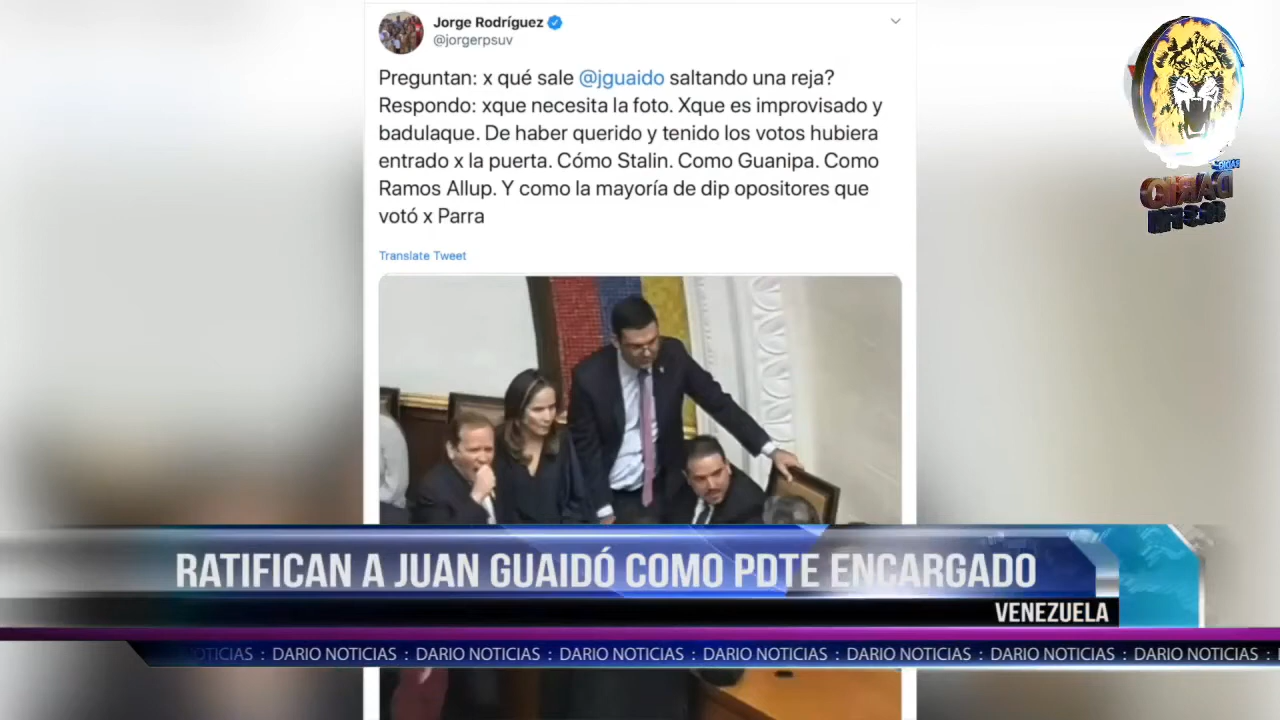 Jorge Rodríguez
@jorgerpsuv
Preguntan: x qué sale @jguaido saltando una reja?
Respondo: xque necesita la foto. Xque es improvisado y
badulaque. De haber querido y tenido los votos hubiera
entrado x la puerta. Cómo Stalin. Como Guanipa. Como
Ramos Allup. Y como la mayoría de dip opositores que
votó x Parra
Translate Tweet
DARIO
RATIFICAN A JUAN GUAIDÓ COMO PDTE ENCARGADO
VENEZUELA
OTICIAS : DARIO NOTICIAS : DARIO NOTICIAS : DARIO NOTICIAS : DARIO NOTICIAS : DARIO NOTICIAS : DARIO NOTICIAS : DARIO NOTICIAS :